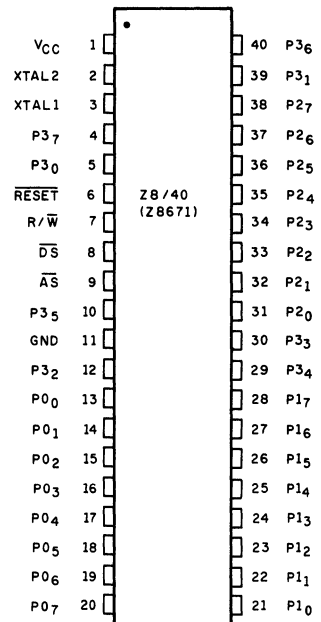 V_CC 1 40 P3₆
XTAL2 2 39 P3₁
XTAL1 3 38 P2₇
P3₇ 4 37 P2₆
P3₀ 5 36 P2₅
R̅E̅S̅E̅T̅ 6 Z8/40 35 P2₄
(Z8671)
R/W̅ 7 34 P2₃
D̅S̅ 8 33 P2₂
A̅S̅ 9 32 P2₁
P3₅ 10 31 P2₀
GND 11 30 P3₃
P3₂ 12 29 P3₄
P0₀ 13 28 P1₇
P0₁ 14 27 P1₆
P0₂ 15 26 P1₅
P0₃ 16 25 P1₄
P0₄ 17 24 P1₃
P0₅ 18 23 P1₂
P0₆ 19 22 P1₁
P0₇ 20 21 P1₀